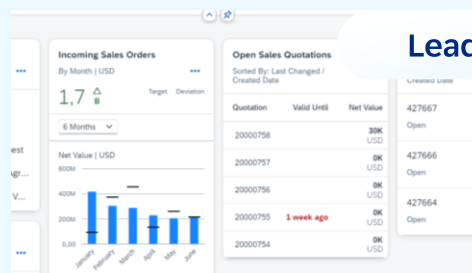 Lead
Incoming Sales Orders
By Month | USD
...
1,7
B
Target Deviation
6 Months
Net Value | USD
600M
400M
200M
0,00
January February March April May June
Open Sales Quotations
Sorted By: Last Changed /
Created Date
Quotation Valid Until Net Value
20000758 30K
USD
20000757 0K
USD
20000756 0K
USD
20000755 1 week ago 0K
USD
20000754 0K
USD
Created Date
427667
Open
427666
Open
427664
Open
...
est
Agr...
V...
...